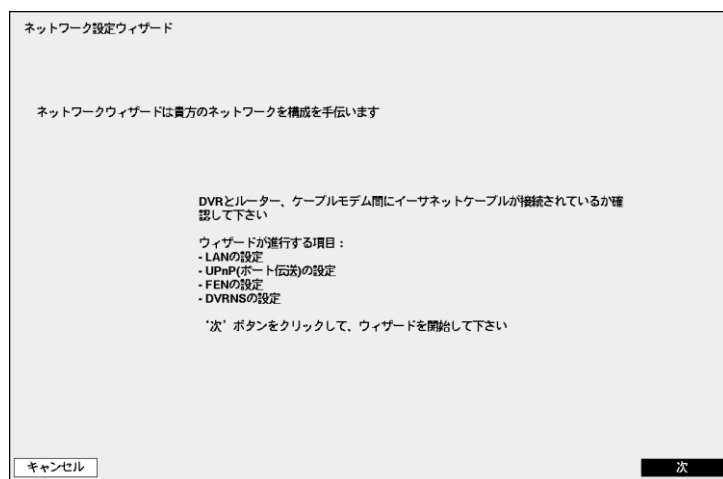 ネットワーク設定ウィザード
ネットワークウィザードは貴方のネットワークを構成を手伝います
DVRとルーター、ケーブルモデム間にイーサネットケーブルが接続されているか確
認して下さい
ウィザードが進行する項目：
- LANの設定
- UPnP(ポート伝送)の設定
- FENの設定
- DVRNSの設定
‘次’ ボタンをクリックして、ウィザードを開始して下さい
キャンセル
次